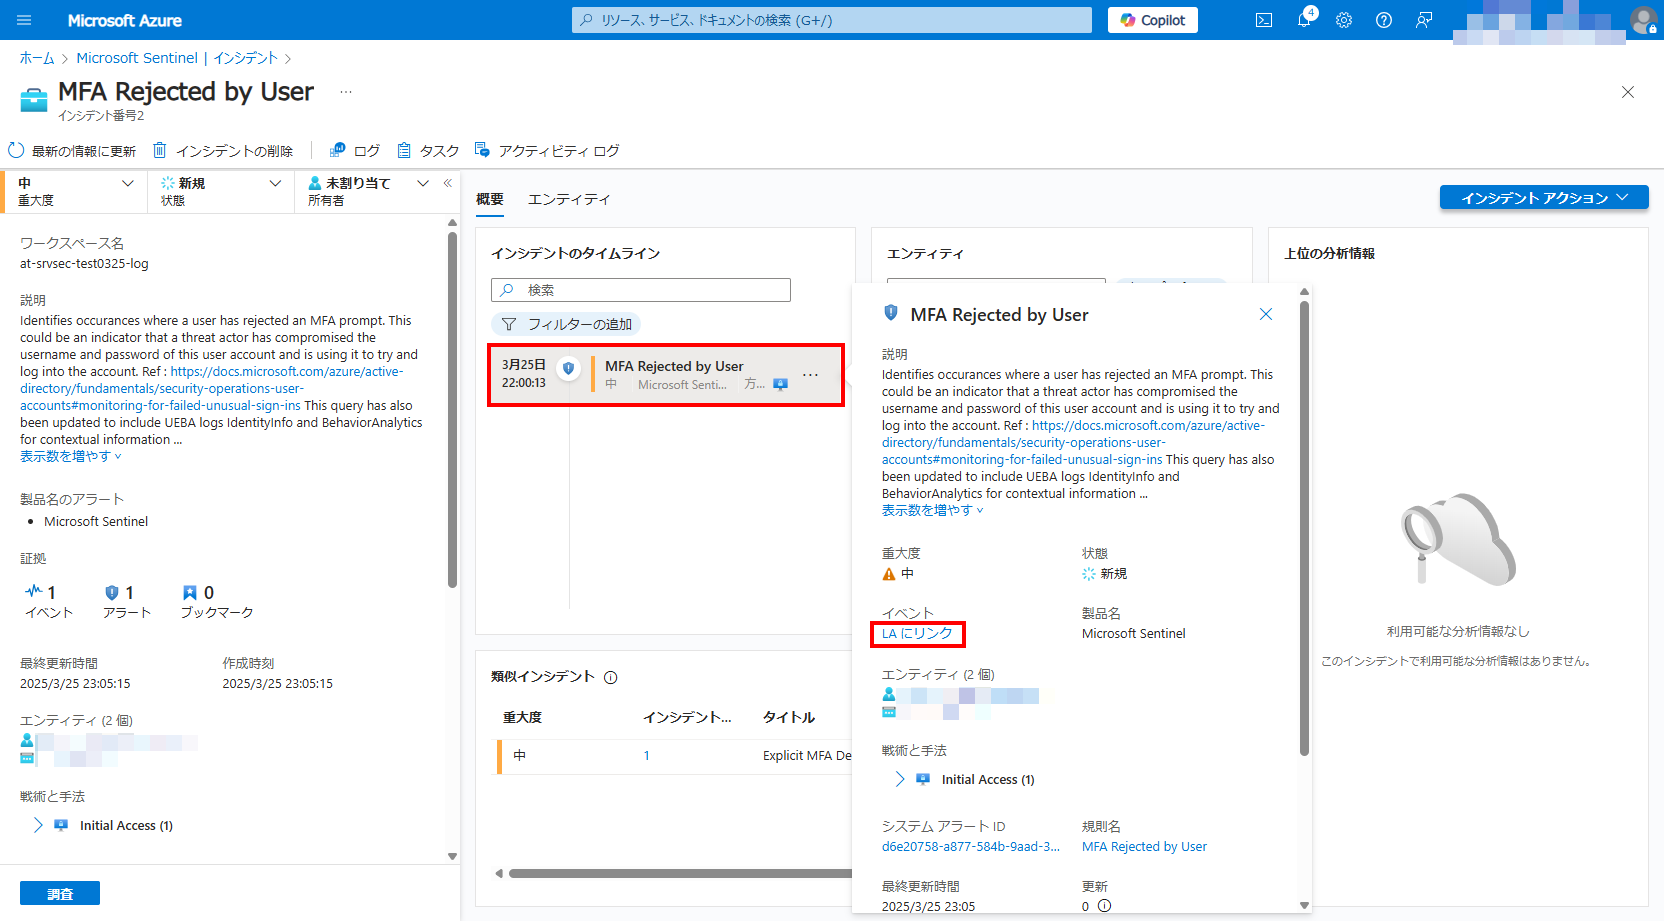 Microsoft Azure
リソース、サービス、ドキュメントの検索 (G+/)
Copilot
4
ホーム
Microsoft Sentinel | インシデント
MFA Rejected by User
...
インシデント番号2
最新の情報に更新
インシデントの削除
ログ
タスク
アクティビティ ログ
中
重大度
新規
状態
未割り当て
所有者
ワークスペース名
at-srvsec-test0325-log
説明
Identifies occurances where a user has rejected an MFA prompt. This
could be an indicator that a threat actor has compromised the
username and password of this user account and is using it to try and
log into the account. Ref : https://docs.microsoft.com/azure/active-
directory/fundamentals/security-operations-user-
accounts#monitoring-for-failed-unusual-sign-ins This query has also
been updated to include UEBA logs IdentityInfo and BehaviorAnalytics
for contextual information ...
表示数を増やす
製品名のアラート
• Microsoft Sentinel
証拠
1
イベント
1
アラート
0
ブックマーク
最終更新時間
2025/3/25 23:05:15
作成時刻
2025/3/25 23:05:15
エンティティ (2 個)
戦術と手法
Initial Access (1)
調査
概要
エンティティ
インシデント アクション
インシデントのタイムライン
検索
フィルターの追加
3月25日
22:00:13
MFA Rejected by User
中
Microsoft Senti...
方...
...
類似インシデント
重大度
インシデント...
タイトル
中
1
Explicit MFA De
エンティティ
上位の分析情報
利用可能な分析情報なし
このインシデントで利用可能な分析情報はありません。
MFA Rejected by User
説明
Identifies occurances where a user has rejected an MFA prompt. This
could be an indicator that a threat actor has compromised the
username and password of this user account and is using it to try and
log into the account. Ref : https://docs.microsoft.com/azure/active-
directory/fundamentals/security-operations-user-
accounts#monitoring-for-failed-unusual-sign-ins This query has also
been updated to include UEBA logs IdentityInfo and
BehaviorAnalytics for contextual information ...
表示数を増やす
重大度
中
状態
新規
イベント
LA にリンク
製品名
Microsoft Sentinel
エンティティ (2 個)
戦術と手法
Initial Access (1)
システム アラート ID
d6e20758-a877-584b-9aad-3...
規則名
MFA Rejected by User
最終更新時間
2025/3/25 23:05
更新
0